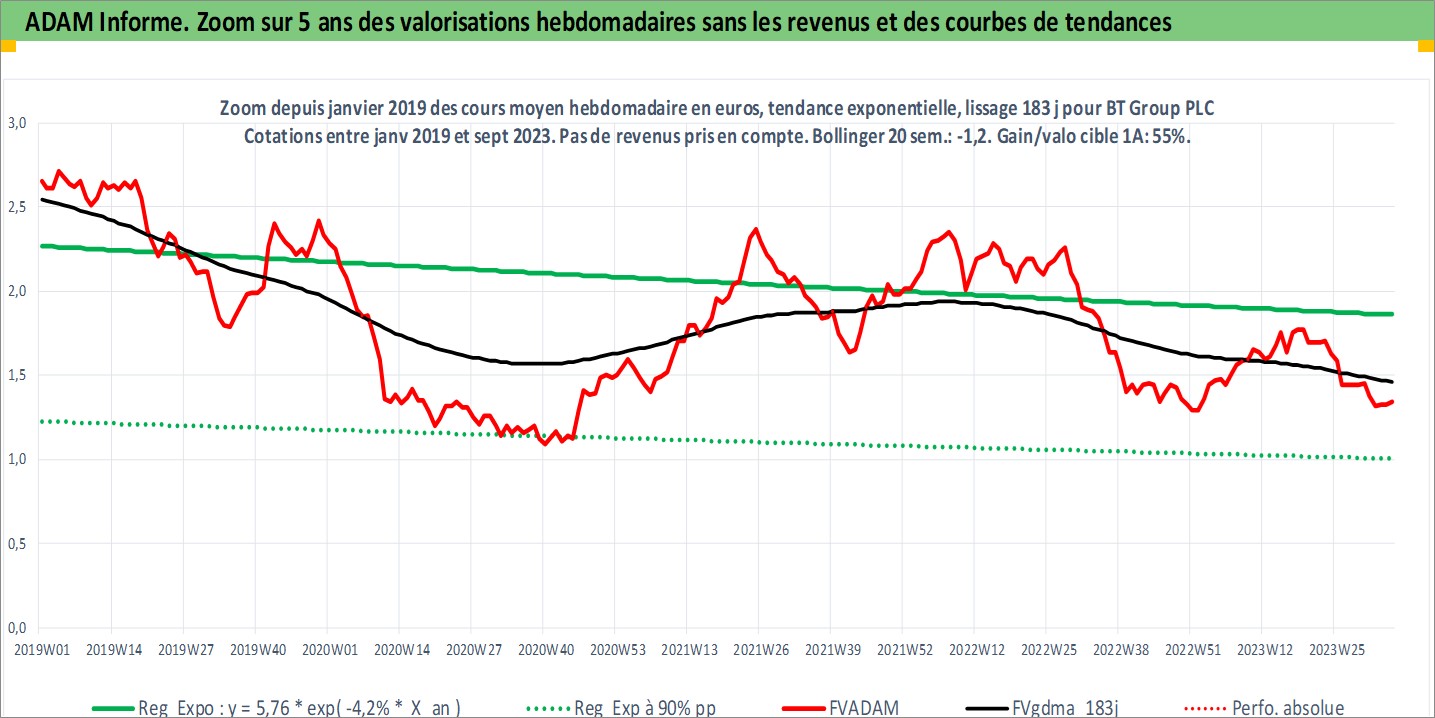 ADAM Informe. Zoom sur 5 ans des valorisations hebdomadaires sans les revenus et des courbes de tendances
Zoom depuis janvier 2019 des cours moyen hebdomadaire en euros, tendance exponentielle, lissage 183 j pour BT Group PLC
Cotations entre janv 2019 et sept 2023. Pas de revenus pris en compte. Bollinger 20 sem.: -1,2. Gain/valo cible 1A: 55%.
3,0
2,5
2,0
1,5
1,0
0,5
0,0
2019W01 2019W14 2019W27 2019W40 2020W01 2020W14 2020W27 2020W40 2020W53 2021W13 2021W26 2021W39 2021W52 2022W12 2022W25 2022W38 2022W51 2023W12 2023W25
Reg Expo : y = 5,76 * exp( -4,2% * X an ) Reg Exp à 90% pp FVADAM FVgdma 183j Perfo. absolue